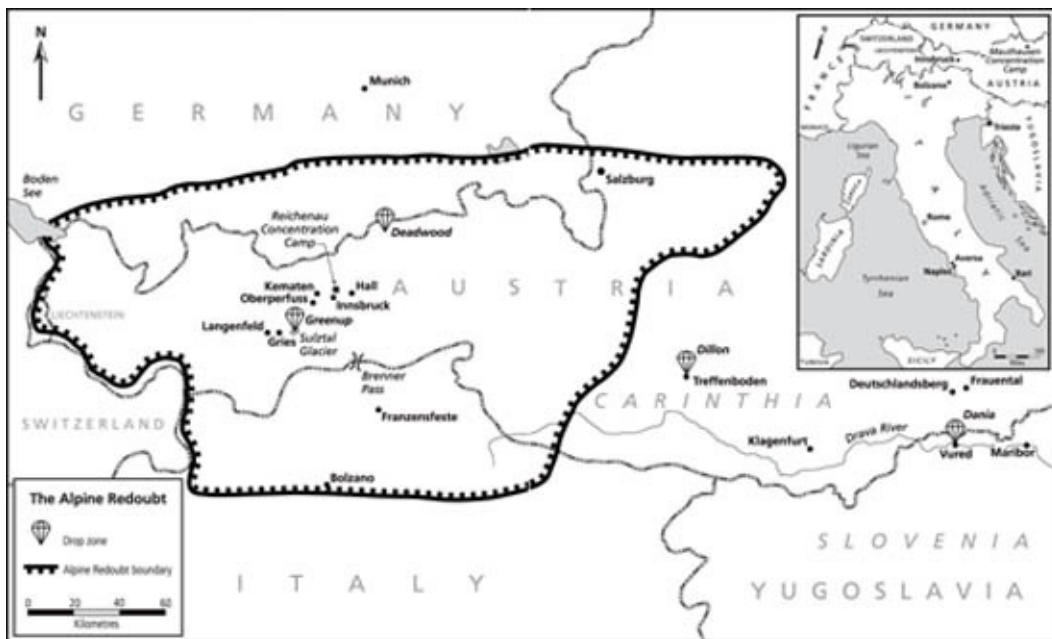 N
Munich
GERMANY
Boden
See
Salzburg
Reichenau
Concentration
Camp
Deadwood
Kematen
Hall
AUSTRIA
Oberperfuss
Innsbruck
LIECHTENSTEIN
Greenup
Langenfeld
Gries
Sulztal
Glacier
Brenner
Pass
Dillon
Treffenboden
Deutschlandsberg
Frauental
CARINTHIA
Franzensfeste
SWITZERLAND
Dania
Drava River
Klagenfurt
Vured
Maribor
Bolzano
SLOVENIA
ITALY
YUGOSLAVIA
The Alpine Redoubt
Drop zone
Alpine Redoubt boundary
0 20 40 60
Kilometres
GERMANY
SWITZERLAND
Innsbruck
Mauthausen
Concentration
Camp
Bolzano
AUSTRIA
FRANCE
Trieste
YUGOSLAVIA
Ligurian
Sea
ITALY
Adriatic
Sea
Rome
SARDINIA
Averse
Naples
Bari
Tyrrhenian
Sea
SICILY